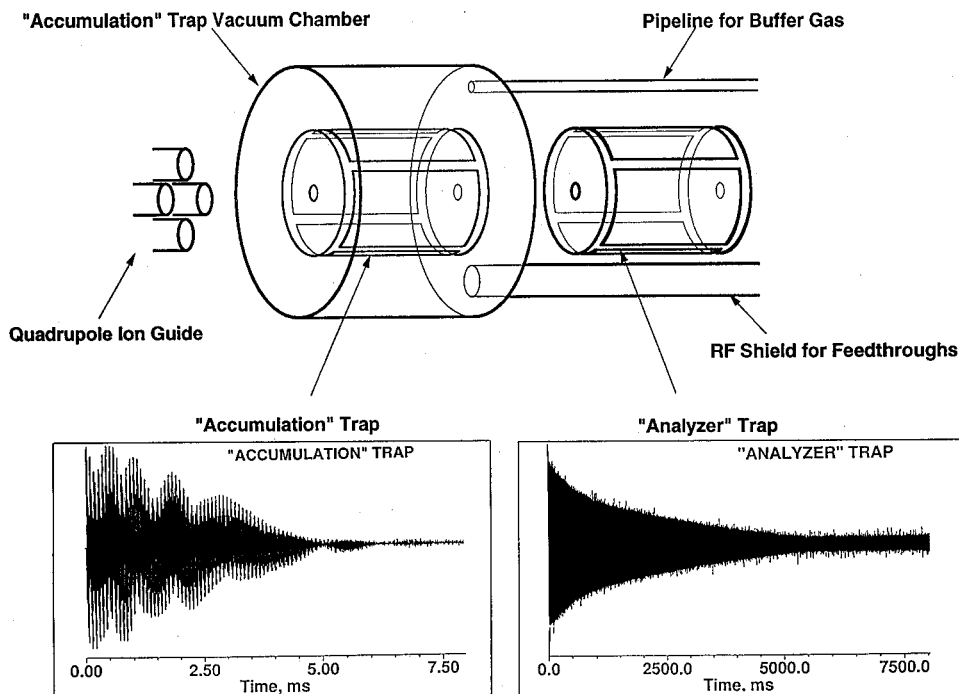 "Accumulation" Trap Vacuum Chamber
Pipeline for Buffer Gas
Quadrupole Ion Guide
RF Shield for Feedthroughs
"Accumulation" Trap
"Analyzer" Trap
"ACCUMULATION" TRAP
"ANALYZER" TRAP
0.00 2.50 5.00 7.50
Time, ms
0.0 2500.0 5000.0 7500.0
Time, ms